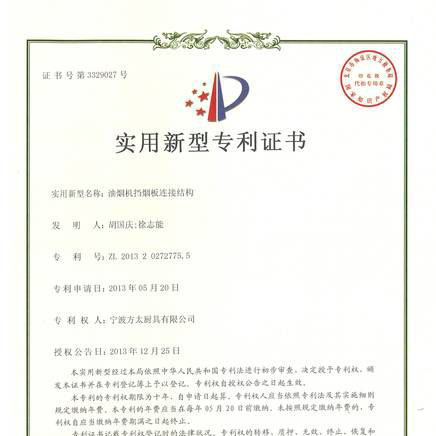 证书号第3329027号
实用新型专利证书
实用新型名称：油烟机挡烟板连接结构
发 明 人：胡国庆;徐志能
专 利 号：ZL 2013 2 0272775.5
专利申请日：2013年05月20日
专 利 权 人：宁波方太厨具有限公司
授权公告日：2013年12月25日
本实用新型经过本局依照中华人民共和国专利法进行初步审查，决定授予专利权，颁
发本证书并在专利登记簿上予以登记。专利权自授权公告之日起生效。
本专利的专利权期限为十年，自申请日起算。专利权人应当依照专利法及其实施细则
规定缴纳年费。本专利的年费应当在每年05月20日前缴纳。未按照规定缴纳年费的，专
利权自应当缴纳年费期满之日起终止。
专利证书记载专利权登记时的法律状况。专利权的转移、质押、无效、终止、恢复和